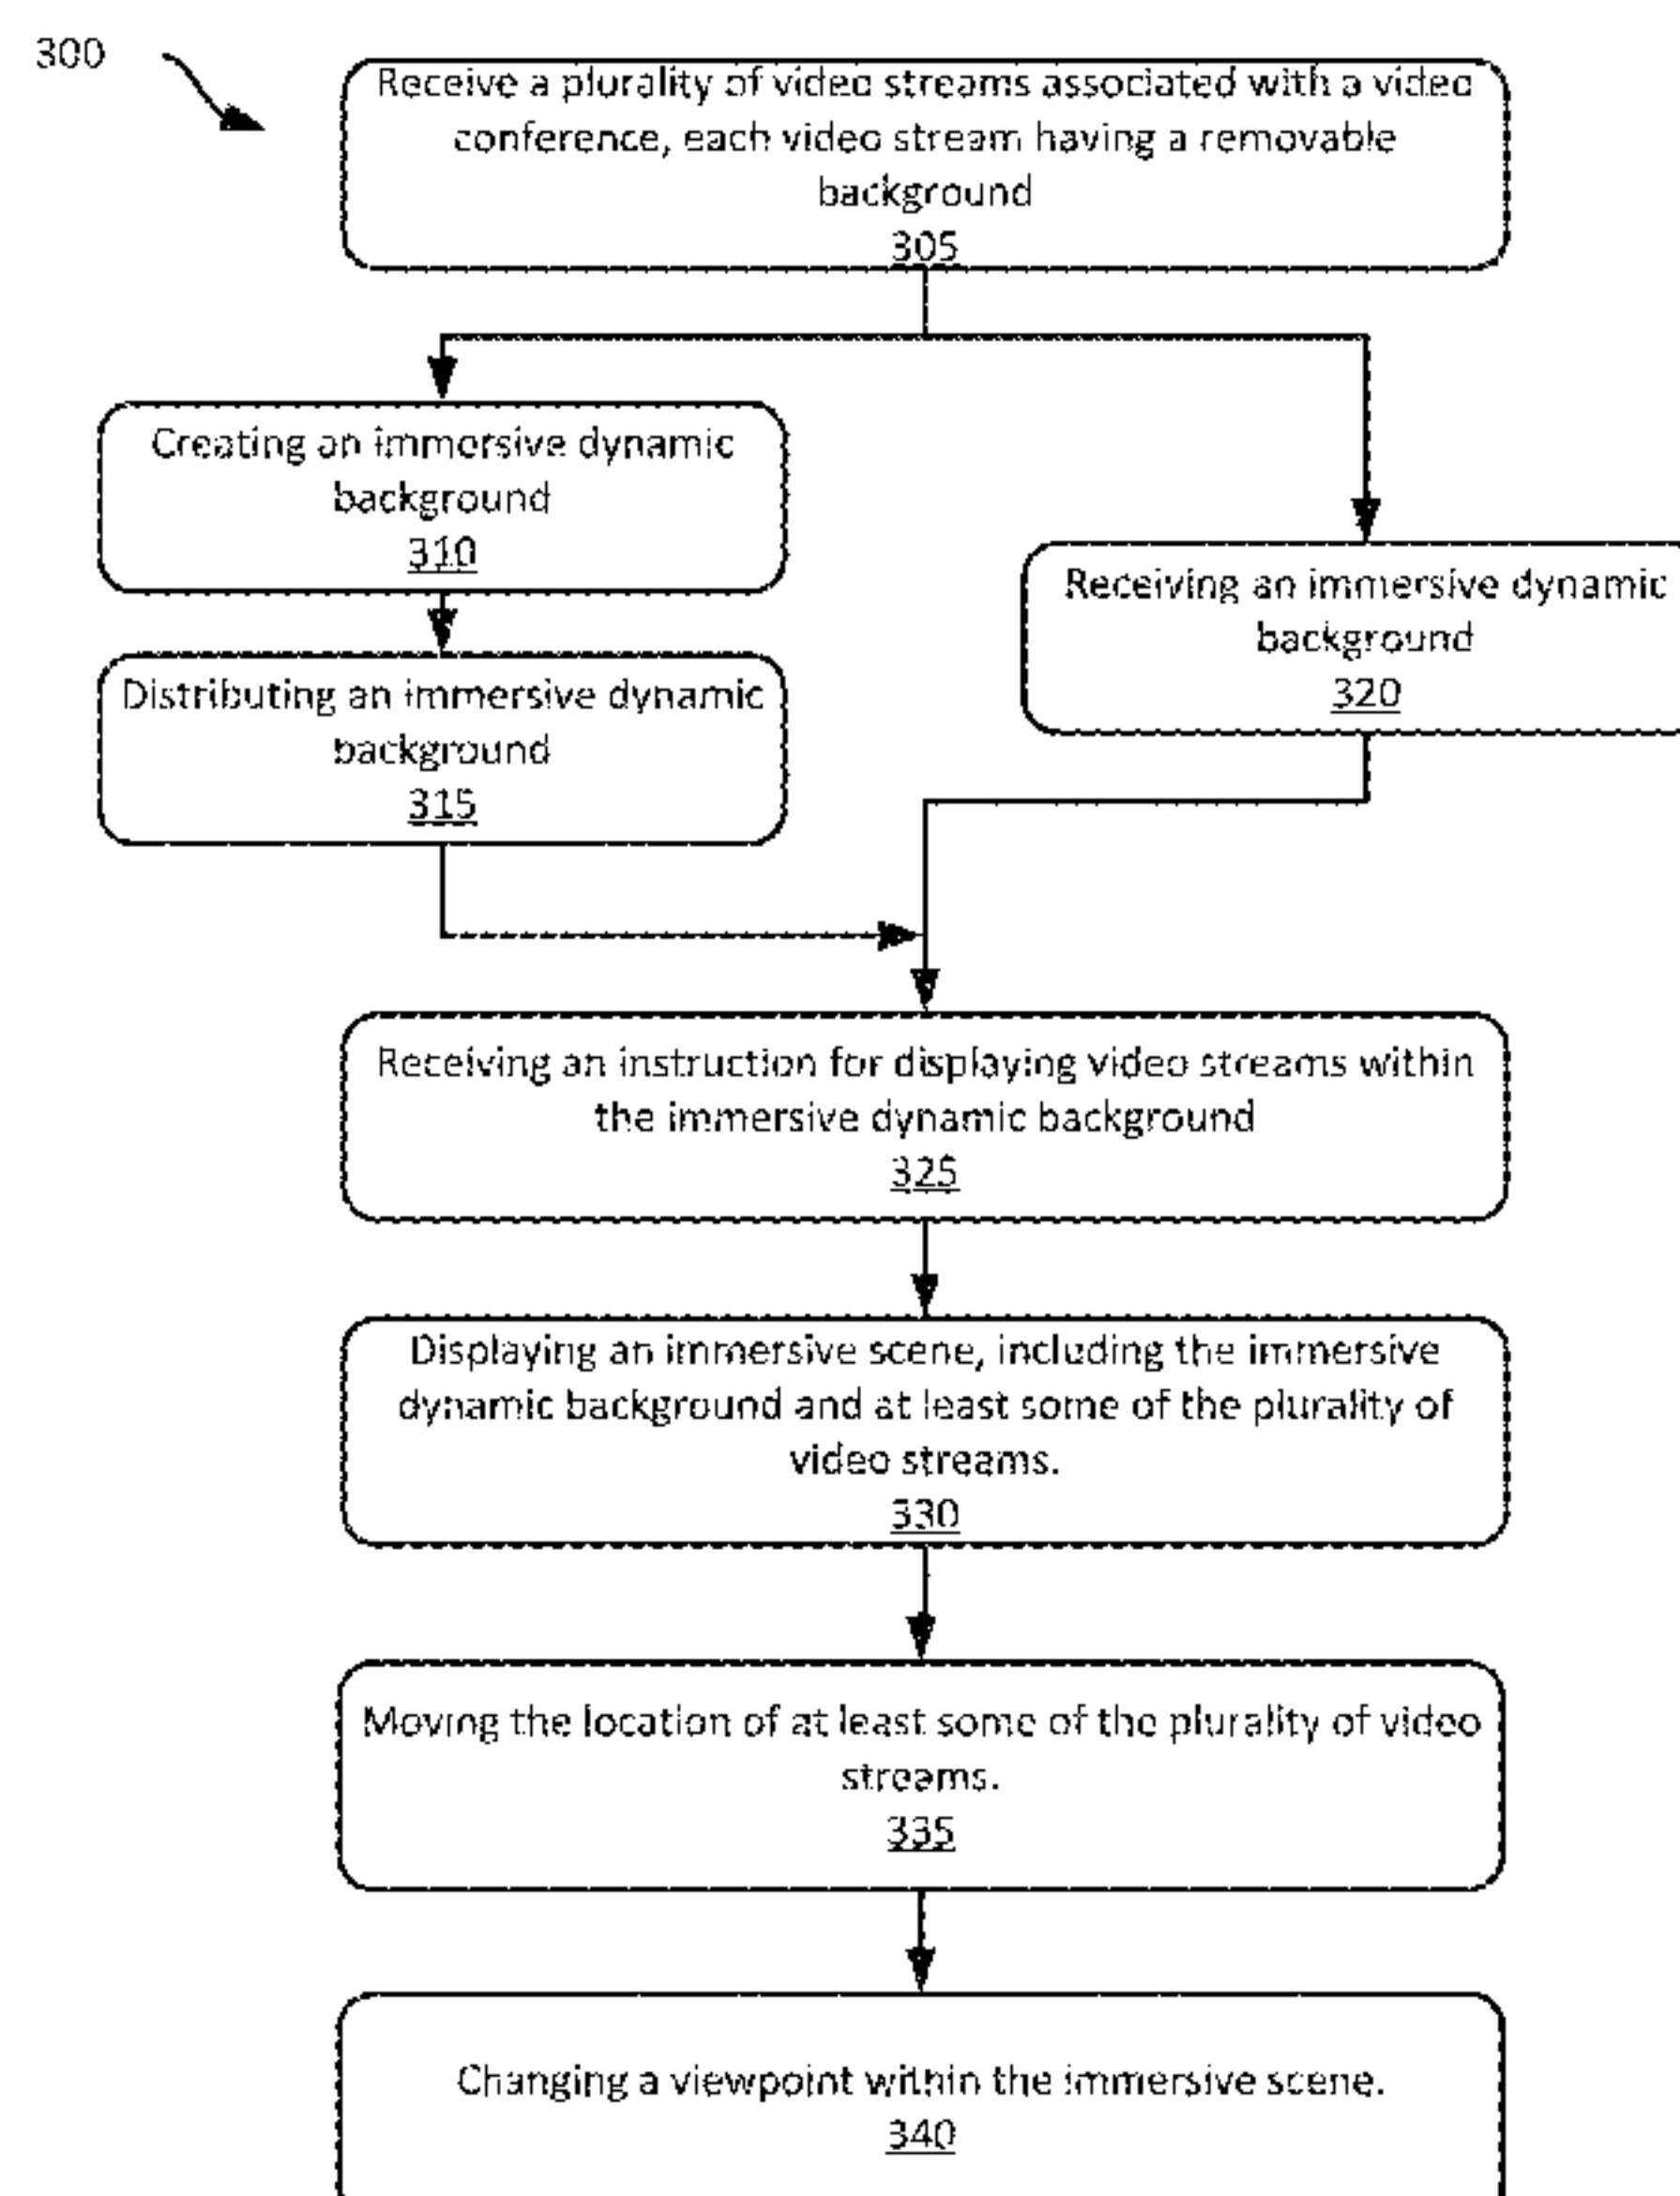 300
Receive a plurality of video streams associated with a video
conference, each video stream having a removable
background
305
Creating an immersive dynamic
background
310
Receiving an immersive dynamic
background
320
Distributing an immersive dynamic
background
315
Receiving an instruction for displaying video streams within
the immersive dynamic background
325
Displaying an immersive scene, including the immersive
dynamic background and at least some of the plurality of
video streams.
330
Moving the location of at least some of the plurality of video
streams.
335
Changing a viewpoint within the immersive scene.
340